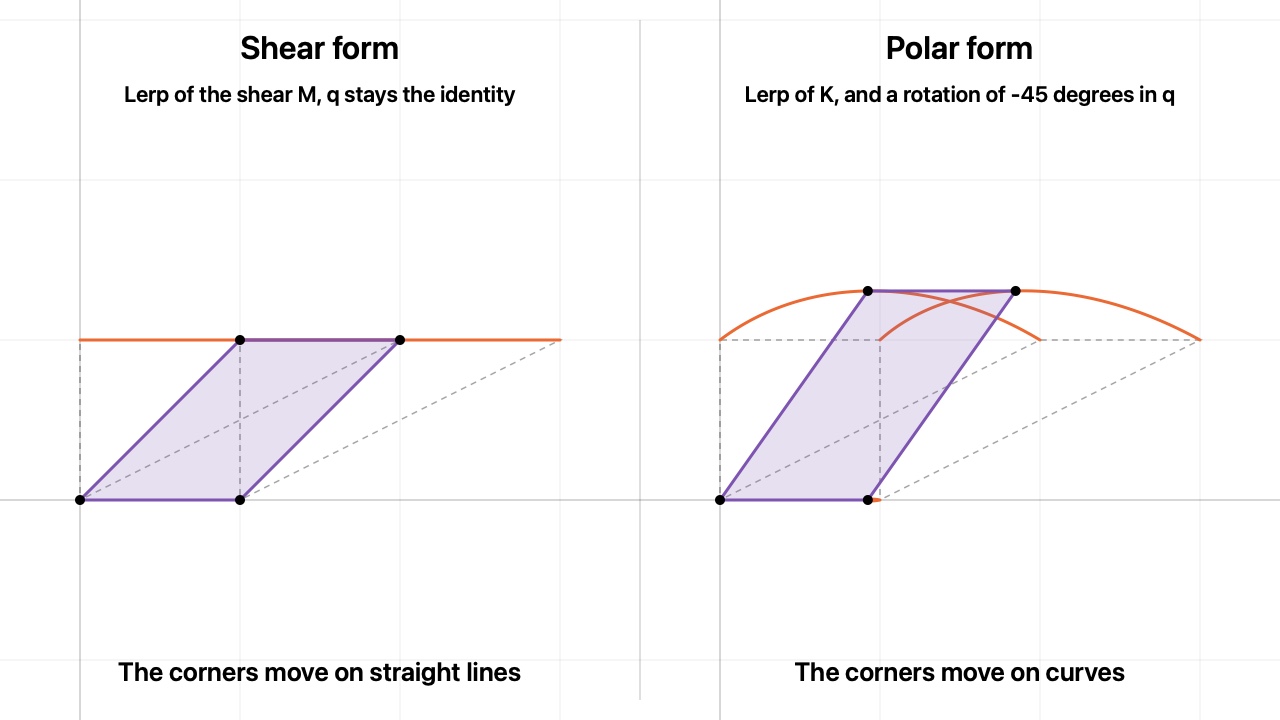 Shear form
Lerp of the shear M, q stays the identity
The corners move on straight lines
Polar form
Lerp of K, and a rotation of -45 degrees in q
The corners move on curves